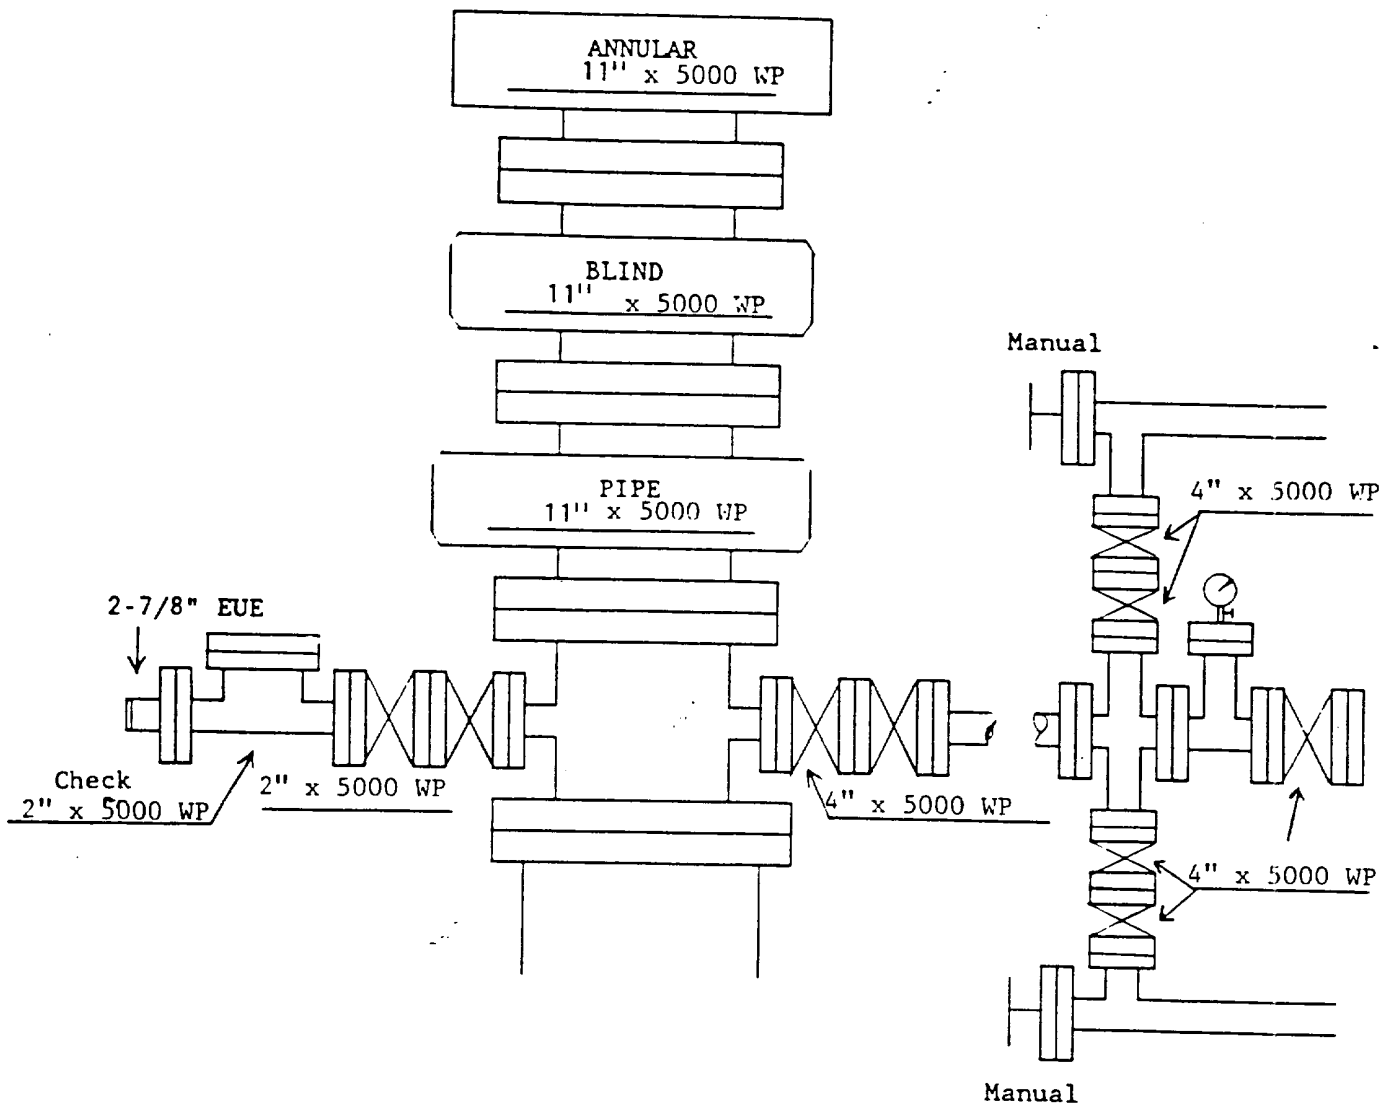 ANNULAR
11" x 5000 WP
BLIND
11" x 5000 WP
Manual
PIPE
11" x 5000 WP
4" x 5000 WP
2-7/8" EUE
Check
2" x 5000 WP
2" x 5000 WP
4" x 5000 WP
4" x 5000 WP
Manual